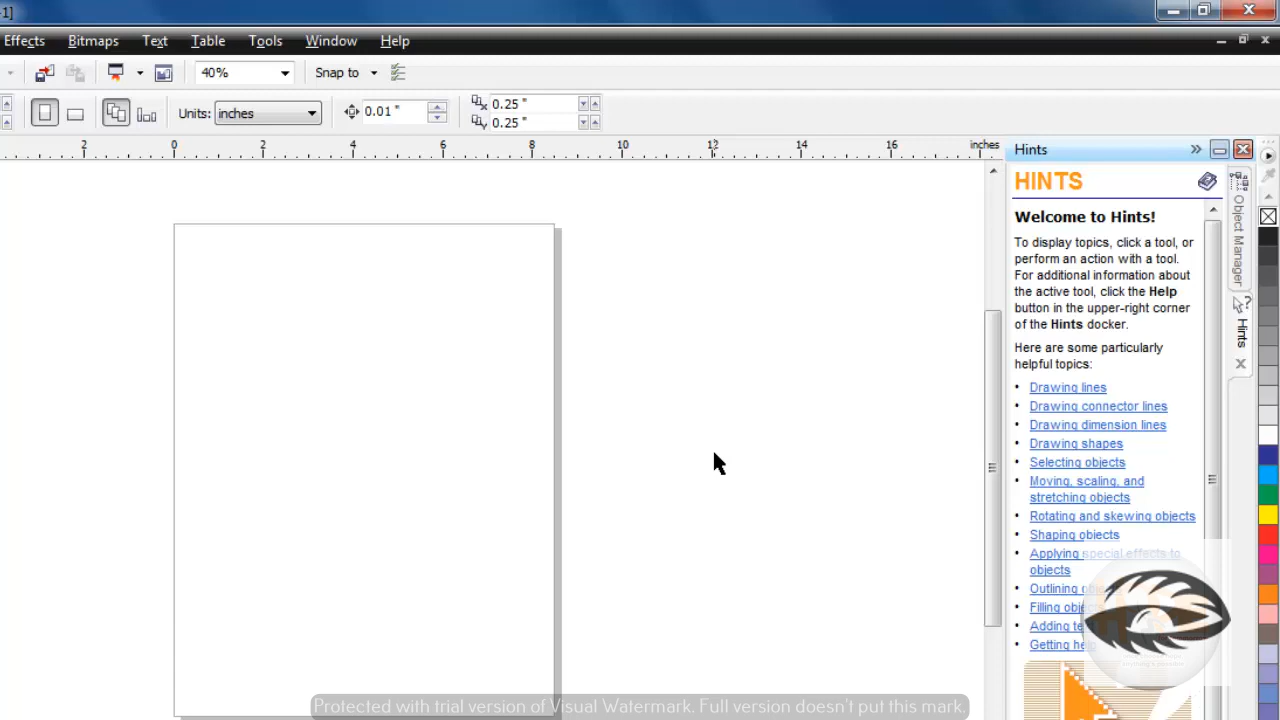 -1]
Effects Bitmaps Text Table Tools Window Help
40% Snap to
Units: inches 0.01 " 0.25 "
0.25 "
2 0 2 4 6 8 10 12 14 16 inches
Hints
HINTS
Welcome to Hints!
To display topics, click a tool, or
perform an action with a tool.
For additional information about
the active tool, click the Help
button in the upper-right corner
of the Hints docker.
Here are some particularly
helpful topics:
• Drawing lines
• Drawing connector lines
• Drawing dimension lines
• Drawing shapes
• Selecting objects
• Moving, scaling, and
stretching objects
• Rotating and skewing objects
• Shaping objects
• Applying special effects to
objects
• Outlining
• Filling
• Adding
• Getting
Object Manager
Hints
Protected with trial version of Visual Watermark. Full version doesn't put this mark.